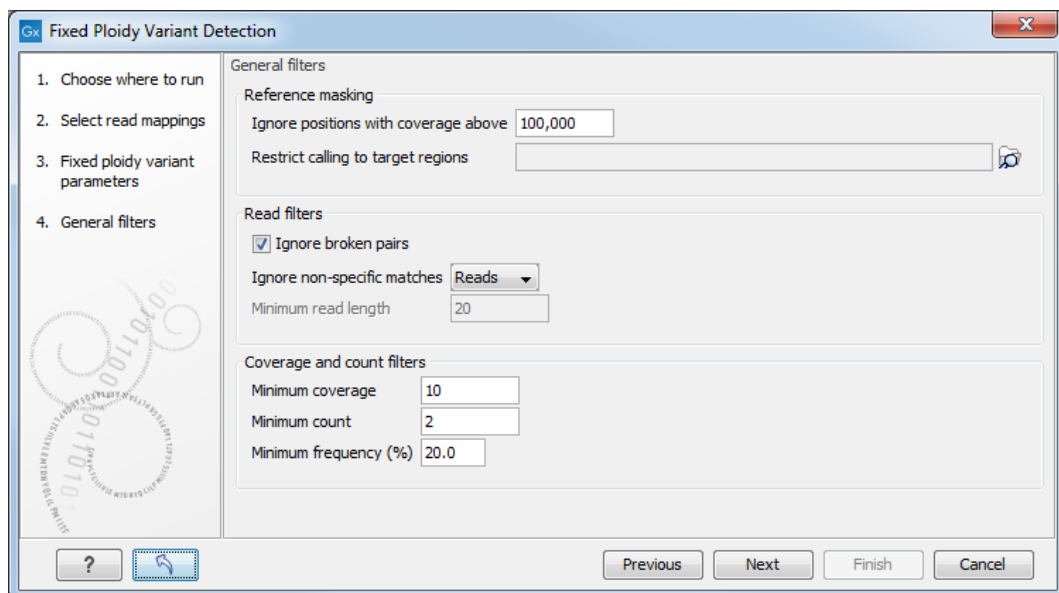 Gx Fixed Ploidy Variant Detection
1. Choose where to run
2. Select read mappings
3. Fixed ploidy variant
parameters
4. General filters
General filters
Reference masking
Ignore positions with coverage above 100,000
Restrict calling to target regions
Read filters
Ignore broken pairs
Ignore non-specific matches Reads
Minimum read length 20
Coverage and count filters
Minimum coverage 10
Minimum count 2
Minimum frequency (%) 20.0
? Previous Next Finish Cancel